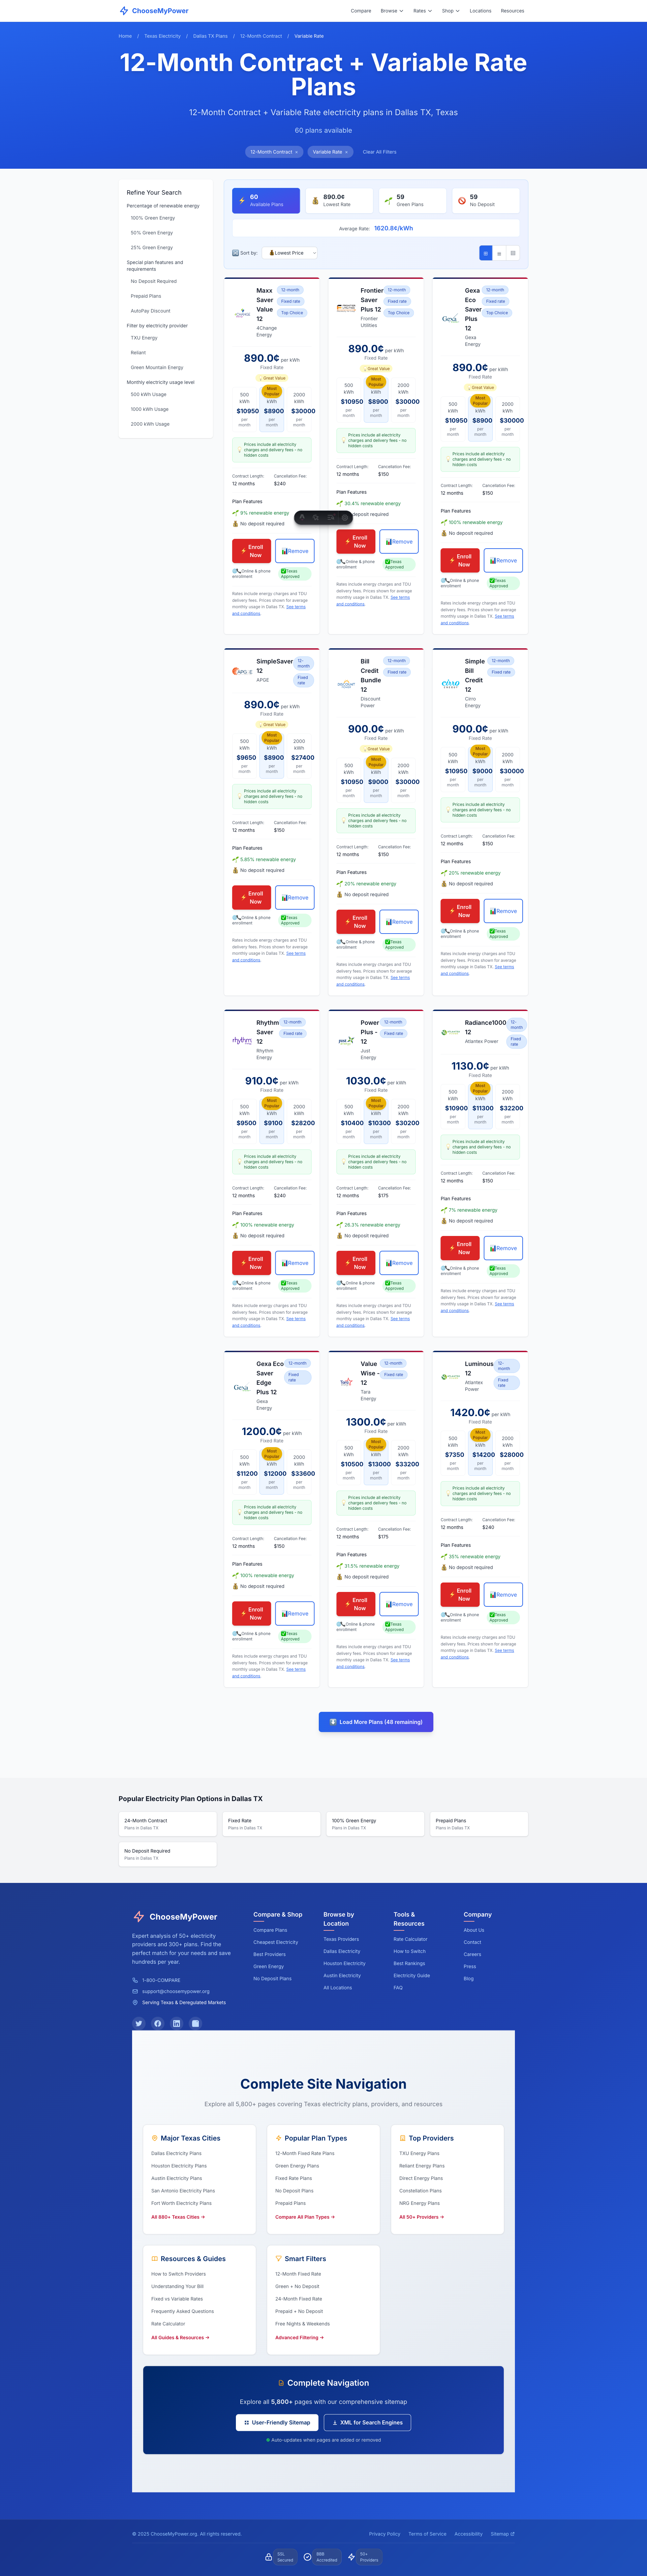 ChooseMyPower
Compare Browse Rates Shop Locations Resources
Home / Texas Electricity / Dallas TX Plans / 12-Month Contract / Variable Rate
12-Month Contract + Variable Rate
Plans
12-Month Contract + Variable Rate electricity plans in Dallas TX, Texas
60 plans available
12-Month Contract × Variable Rate × Clear All Filters
Refine Your Search
Percentage of renewable energy
100% Green Energy
50% Green Energy
25% Green Energy
Special plan features and
requirements
No Deposit Required
Prepaid Plans
AutoPay Discount
Filter by electricity provider
TXU Energy
Reliant
Green Mountain Energy
Monthly electricity usage level
500 kWh Usage
1000 kWh Usage
2000 kWh Usage
60
Available Plans
890.0¢
Lowest Rate
59
Green Plans
59
No Deposit
Average Rate: 1620.8¢/kWh
Sort by: Lowest Price
Maxx
Saver
Value
12
4Change
Energy
12-month
Fixed rate
Top Choice
890.0¢ per kWh
Fixed Rate
Great Value
500 kWh
$10950
per month
Most Popular
kWh
$8900
per month
2000 kWh
$30000
per month
Prices include all electricity
charges and delivery fees - no
hidden costs
Contract Length: 12 months
Cancellation Fee: $240
Plan Features
9% renewable energy
No deposit required
Enroll Now
Remove
Online & phone enrollment
Texas Approved
Rates include energy charges and TDU
delivery fees. Prices shown for average
monthly usage in Dallas TX. See terms
and conditions.
Frontier
Saver
Plus 12
Frontier
Utilities
12-month
Fixed rate
Top Choice
890.0¢ per kWh
Fixed Rate
Great Value
500 kWh
$10950
per month
Most Popular
kWh
$8900
per month
2000 kWh
$30000
per month
Prices include all electricity
charges and delivery fees - no
hidden costs
Contract Length: 12 months
Cancellation Fee: $150
Plan Features
30.4% renewable energy
deposit required
Enroll Now
Remove
Online & phone enrollment
Texas Approved
Rates include energy charges and TDU
delivery fees. Prices shown for average
monthly usage in Dallas TX. See terms
and conditions.
Gexa
Eco
Saver
Plus
12
Gexa
Energy
12-month
Fixed rate
Top Choice
890.0¢ per kWh
Fixed Rate
Great Value
500 kWh
$10950
per month
Most Popular
kWh
$8900
per month
2000 kWh
$30000
per month
Prices include all electricity
charges and delivery fees - no
hidden costs
Contract Length: 12 months
Cancellation Fee: $150
Plan Features
100% renewable energy
No deposit required
Enroll Now
Remove
Online & phone enrollment
Texas Approved
Rates include energy charges and TDU
delivery fees. Prices shown for average
monthly usage in Dallas TX. See terms
and conditions.
SimpleSaver
12
APGE
12-month
Fixed rate
890.0¢ per kWh
Fixed Rate
Great Value
500 kWh
$9650
per month
Most Popular
kWh
$8900
per month
2000 kWh
$27400
per month
Prices include all electricity
charges and delivery fees - no
hidden costs
Contract Length: 12 months
Cancellation Fee: $150
Plan Features
5.85% renewable energy
No deposit required
Enroll Now
Remove
Online & phone enrollment
Texas Approved
Rates include energy charges and TDU
delivery fees. Prices shown for average
monthly usage in Dallas TX. See terms
and conditions.
Bill
Credit
Bundle
12
Discount
Power
12-month
Fixed rate
900.0¢ per kWh
Fixed Rate
Great Value
500 kWh
$10950
per month
Most Popular
kWh
$9000
per month
2000 kWh
$30000
per month
Prices include all electricity
charges and delivery fees - no
hidden costs
Contract Length: 12 months
Cancellation Fee: $150
Plan Features
20% renewable energy
No deposit required
Enroll Now
Remove
Online & phone enrollment
Texas Approved
Rates include energy charges and TDU
delivery fees. Prices shown for average
monthly usage in Dallas TX. See terms
and conditions.
Simple
Bill
Credit
12
Cirro
Energy
12-month
Fixed rate
900.0¢ per kWh
Fixed Rate
500 kWh
$10950
per month
Most Popular
kWh
$9000
per month
2000 kWh
$30000
per month
Prices include all electricity
charges and delivery fees - no
hidden costs
Contract Length: 12 months
Cancellation Fee: $150
Plan Features
20% renewable energy
No deposit required
Enroll Now
Remove
Online & phone enrollment
Texas Approved
Rates include energy charges and TDU
delivery fees. Prices shown for average
monthly usage in Dallas TX. See terms
and conditions.
Rhythm
Saver
12
Rhythm
Energy
12-month
Fixed rate
910.0¢ per kWh
Fixed Rate
500 kWh
$9500
per month
Most Popular
kWh
$9100
per month
2000 kWh
$28200
per month
Prices include all electricity
charges and delivery fees - no
hidden costs
Contract Length: 12 months
Cancellation Fee: $240
Plan Features
100% renewable energy
No deposit required
Enroll Now
Remove
Online & phone enrollment
Texas Approved
Rates include energy charges and TDU
delivery fees. Prices shown for average
monthly usage in Dallas TX. See terms
and conditions.
Power
Plus -
12
Just
Energy
12-month
Fixed rate
1030.0¢ per kWh
Fixed Rate
500 kWh
$10400
per month
Most Popular
kWh
$10300
per month
2000 kWh
$30200
per month
Prices include all electricity
charges and delivery fees - no
hidden costs
Contract Length: 12 months
Cancellation Fee: $175
Plan Features
26.3% renewable energy
No deposit required
Enroll Now
Remove
Online & phone enrollment
Texas Approved
Rates include energy charges and TDU
delivery fees. Prices shown for average
monthly usage in Dallas TX. See terms
and conditions.
Radiance1000
12
Atlantex Power
12-month
Fixed rate
1130.0¢ per kWh
Fixed Rate
500 kWh
$10900
per month
Most Popular
kWh
$11300
per month
2000 kWh
$32200
per month
Prices include all electricity
charges and delivery fees - no
hidden costs
Contract Length: 12 months
Cancellation Fee: $150
Plan Features
7% renewable energy
No deposit required
Enroll Now
Remove
Online & phone enrollment
Texas Approved
Rates include energy charges and TDU
delivery fees. Prices shown for average
monthly usage in Dallas TX. See terms
and conditions.
Gexa Eco
Saver
Edge
Plus 12
Gexa
Energy
12-month
Fixed rate
1200.0¢ per kWh
Fixed Rate
500 kWh
$11200
per month
Most Popular
kWh
$12000
per month
2000 kWh
$33600
per month
Prices include all electricity
charges and delivery fees - no
hidden costs
Contract Length: 12 months
Cancellation Fee: $150
Plan Features
100% renewable energy
No deposit required
Enroll Now
Remove
Online & phone enrollment
Texas Approved
Rates include energy charges and TDU
delivery fees. Prices shown for average
monthly usage in Dallas TX. See terms
and conditions.
Value
Wise -
12
Tara
Energy
12-month
Fixed rate
1300.0¢ per kWh
Fixed Rate
500 kWh
$10500
per month
Most Popular
kWh
$13000
per month
2000 kWh
$33200
per month
Prices include all electricity
charges and delivery fees - no
hidden costs
Contract Length: 12 months
Cancellation Fee: $175
Plan Features
31.5% renewable energy
No deposit required
Enroll Now
Remove
Online & phone enrollment
Texas Approved
Rates include energy charges and TDU
delivery fees. Prices shown for average
monthly usage in Dallas TX. See terms
and conditions.
Luminous
12
Atlantex
Power
12-month
Fixed rate
1420.0¢ per kWh
Fixed Rate
500 kWh
$7350
per month
Most Popular
kWh
$14200
per month
2000 kWh
$28000
per month
Prices include all electricity
charges and delivery fees - no
hidden costs
Contract Length: 12 months
Cancellation Fee: $240
Plan Features
35% renewable energy
No deposit required
Enroll Now
Remove
Online & phone enrollment
Texas Approved
Rates include energy charges and TDU
delivery fees. Prices shown for average
monthly usage in Dallas TX. See terms
and conditions.
Load More Plans (48 remaining)
Popular Electricity Plan Options in Dallas TX
24-Month Contract
Plans in Dallas TX
Fixed Rate
Plans in Dallas TX
100% Green Energy
Plans in Dallas TX
Prepaid Plans
Plans in Dallas TX
No Deposit Required
Plans in Dallas TX
ChooseMyPower
Expert analysis of 50+ electricity
providers and 300+ plans. Find the
perfect match for your needs and save
hundreds per year.
1-800-COMPARE
support@choosemypower.org
Serving Texas & Deregulated Markets
Compare & Shop
Compare Plans
Cheapest Electricity
Best Providers
Green Energy
No Deposit Plans
Browse by
Location
Texas Providers
Dallas Electricity
Houston Electricity
Austin Electricity
All Locations
Tools &
Resources
Rate Calculator
How to Switch
Best Rankings
Electricity Guide
FAQ
Company
About Us
Contact
Careers
Press
Blog
Complete Site Navigation
Explore all 5,800+ pages covering Texas electricity plans, providers, and resources
Major Texas Cities
Dallas Electricity Plans
Houston Electricity Plans
Austin Electricity Plans
San Antonio Electricity Plans
Fort Worth Electricity Plans
All 880+ Texas Cities →
Popular Plan Types
12-Month Fixed Rate Plans
Green Energy Plans
Fixed Rate Plans
No Deposit Plans
Prepaid Plans
Compare All Plan Types →
Top Providers
TXU Energy Plans
Reliant Energy Plans
Direct Energy Plans
Constellation Plans
NRG Energy Plans
All 50+ Providers →
Resources & Guides
How to Switch Providers
Understanding Your Bill
Fixed vs Variable Rates
Frequently Asked Questions
Rate Calculator
All Guides & Resources →
Smart Filters
12-Month Fixed Rate
Green + No Deposit
24-Month Fixed Rate
Prepaid + No Deposit
Free Nights & Weekends
Advanced Filtering →
Complete Navigation
Explore all 5,800+ pages with our comprehensive sitemap
User-Friendly Sitemap
XML for Search Engines
Auto-updates when pages are added or removed
© 2025 ChooseMyPower.org. All rights reserved.
Privacy Policy Terms of Service Accessibility Sitemap
SSL
Secured
BBB
Accredited
50+
Providers